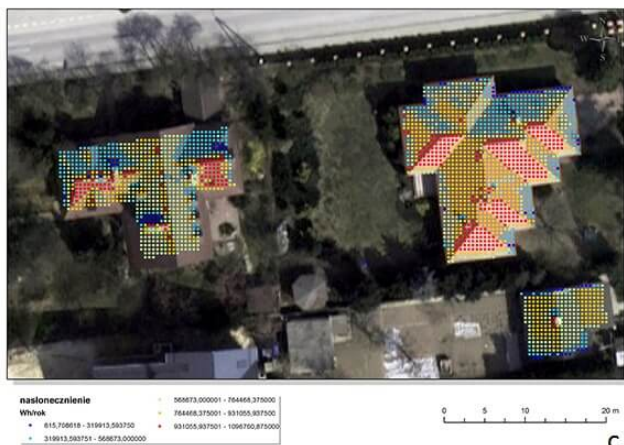 W
S
nasłonecznienie
Wh/rok
615,708618 - 319913,593750
319913,593751 - 568673,000000
568673,000001 - 764468,375000
764468,375001 - 931055,937500
931055,937501 - 1096760,875000
0 5 10 20 m
C